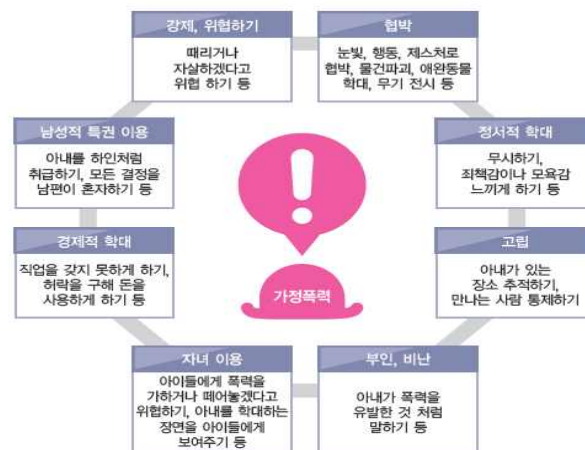 강제, 위협하기
때리거나
자살하겠다고
위협 하기 등
협박
눈빛, 행동, 제스처로
협박, 물건파괴, 애완동물
학대, 무기 전시 등
남성적 특권 이용
아내를 하인처럼
취급하기, 모든 결정을
남편이 혼자하기 등
정서적 학대
무시하기,
죄책감이나 모욕감
느끼게 하기 등
경제적 학대
직업을 갖지 못하게 하기,
허락을 구해 돈을
사용하게 하기 등
고립
아내가 있는
장소 추적하기,
만나는 사람 통제하기
가정폭력
자녀 이용
아이들에게 폭력을
가하거나 떼어놓겠다고
위협하기, 아내를 학대하는
장면을 아이들에게
보여주기 등
부인, 비난
아내가 폭력을
유발한 것 처럼
말하기 등